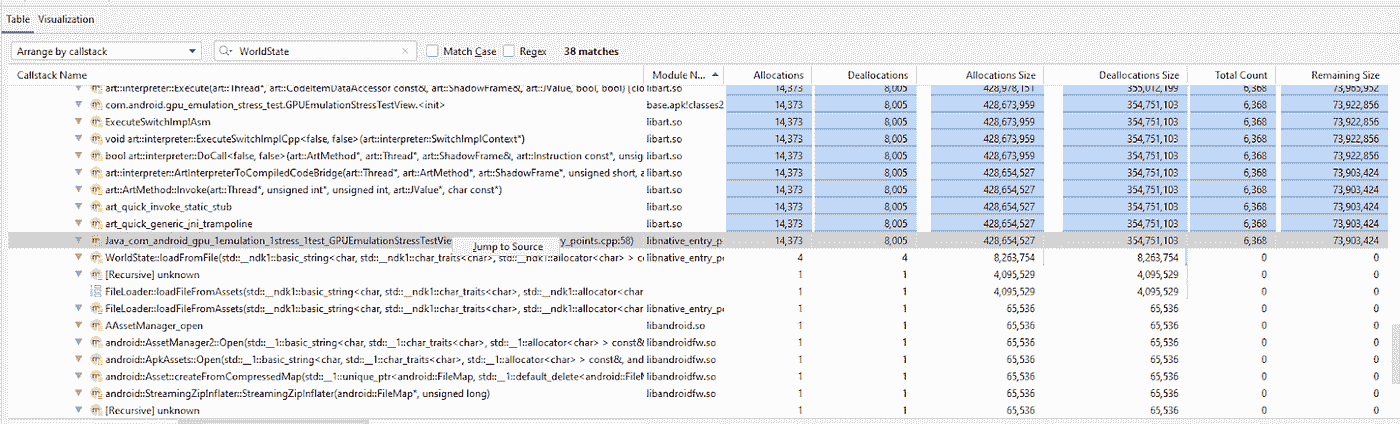 Table Visualization
Arrange by callstack WorldState × Match Case Regex 38 matches
Callstack Name Module N... Allocations Deallocations Allocations Size Deallocations Size Total Count Remaining Size
art::interpreter::Execute(art::Thread*, art::CodeItemDataAccessor const&, art::ShadowFrame&, art::JValue, bool, bool) [clo libart.so 14,373 8,005 428,978,151 355,012,199 6,368 73,965,952
com.android.gpu_emulation_stress_test.GPUEmulationStressTestView.<init> base.apk!classes2 14,373 8,005 428,673,959 354,751,103 6,368 73,922,856
ExecuteSwitchImplAsm libart.so 14,373 8,005 428,673,959 354,751,103 6,368 73,922,856
void art::interpreter::ExecuteSwitchImplCpp<false, false>(art::interpreter::SwitchImplContext*) libart.so 14,373 8,005 428,673,959 354,751,103 6,368 73,922,856
bool art::interpreter::DoCall<false, false>(art::ArtMethod*, art::Thread*, art::ShadowFrame&, art::Instruction const*, unsig libart.so 14,373 8,005 428,673,959 354,751,103 6,368 73,922,856
art::interpreter::ArtInterpreterToCompiledCodeBridge(art::Thread*, art::ArtMethod*, art::ShadowFrame*, unsigned short, a libart.so 14,373 8,005 428,654,527 354,751,103 6,368 73,903,424
art::ArtMethod::Invoke(art::Thread*, unsigned int*, unsigned int, art::JValue*, char const*) libart.so 14,373 8,005 428,654,527 354,751,103 6,368 73,903,424
art_quick_invoke_static_stub libart.so 14,373 8,005 428,654,527 354,751,103 6,368 73,903,424
art_quick_generic_jni_trampoline libart.so 14,373 8,005 428,654,527 354,751,103 6,368 73,903,424
Java_com_android_gpu_1emulation_1stress_1test_GPUEmulationStressTestVie y_points.cpp:58) libnative_entry_p 14,373 8,005 428,654,527 354,751,103 6,368 73,903,424
Jump to Source
WorldState::loadFromFile(std::__ndk1::basic_string<char, std::__ndk1::char_traits<char>, std::__ndk1::allocator<char> > c libnative_entry_p 4 4 8,263,754 8,263,754 0 0
[Recursive] unknown 1 1 4,095,529 4,095,529 0 0
FileLoader::loadFileFromAssets(std::__ndk1::basic_string<char, std::__ndk1::char_traits<char>, std::__ndk1::allocator<char 1 1 4,095,529 4,095,529 0 0
FileLoader::loadFileFromAssets(std::__ndk1::basic_string<char, std::__ndk1::char_traits<char>, std::__ndk1::allocator<char libnative_entry_p 1 1 65,536 65,536 0 0
AAssetManager_open libandroid.so 1 1 65,536 65,536 0 0
android::AssetManager2::Open(std::__1::basic_string<char, std::__1::char_traits<char>, std::__1::allocator<char> > const& libandroidfw.so 1 1 65,536 65,536 0 0
android::ApkAssets::Open(std::__1::basic_string<char, std::__1::char_traits<char>, std::__1::allocator<char> > const&, and libandroidfw.so 1 1 65,536 65,536 0 0
android::Asset::createFromCompressedMap(std::__1::unique_ptr<android::FileMap, std::__1::default_delete<android::FileM libandroidfw.so 1 1 65,536 65,536 0 0
android::StreamingZipInflater::StreamingZipInflater(android::FileMap*, unsigned long) libandroidfw.so 1 1 65,536 65,536 0 0
[Recursive] unknown 1 1 65,536 65,536 0 0